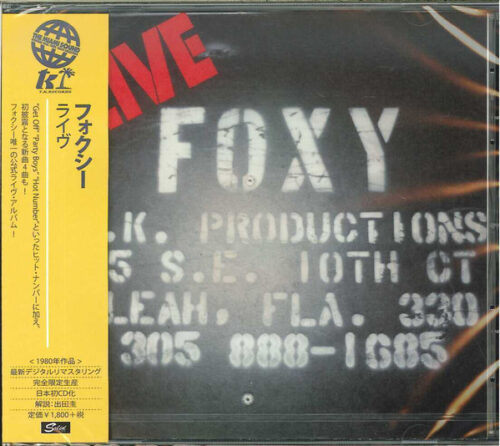 THE MIAMI SOUND
T.K. RECORDS
フォクシー
ライヴ
"Get Off" "Party Boys" "Hot Number"といったヒット・ナンバーに加え、
初披露となる新曲4曲も！
フォクシー唯一の公式ライヴ・アルバム！
<1980年作品>
最新デジタルリマスタリング
完全限定生産
日本初CD化
解説：出田圭
定価¥1,800+税
Solid
LIVE
FOXY
.K. PRODUCTIONS
5 S.E. 10TH CT
LEAH, FLA. 330
305 888-1685